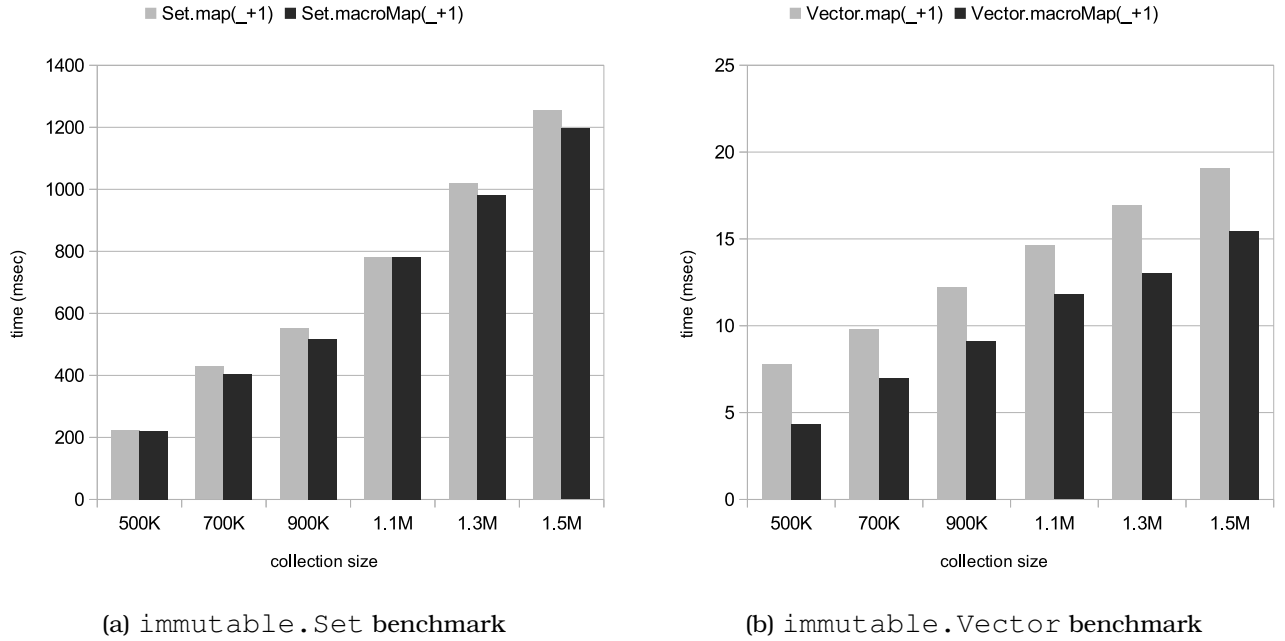 Set.map(_+1) Set.macroMap(_+1)
1400
1200
1000
800
600
400
200
0
time (msec)
500K 700K 900K 1.1M 1.3M 1.5M
collection size
(a) immutable.Set benchmark
Vector.map(_+1) Vector.macroMap(_+1)
25
20
15
10
5
0
time (msec)
500K 700K 900K 1.1M 1.3M 1.5M
collection size
(b) immutable.Vector benchmark